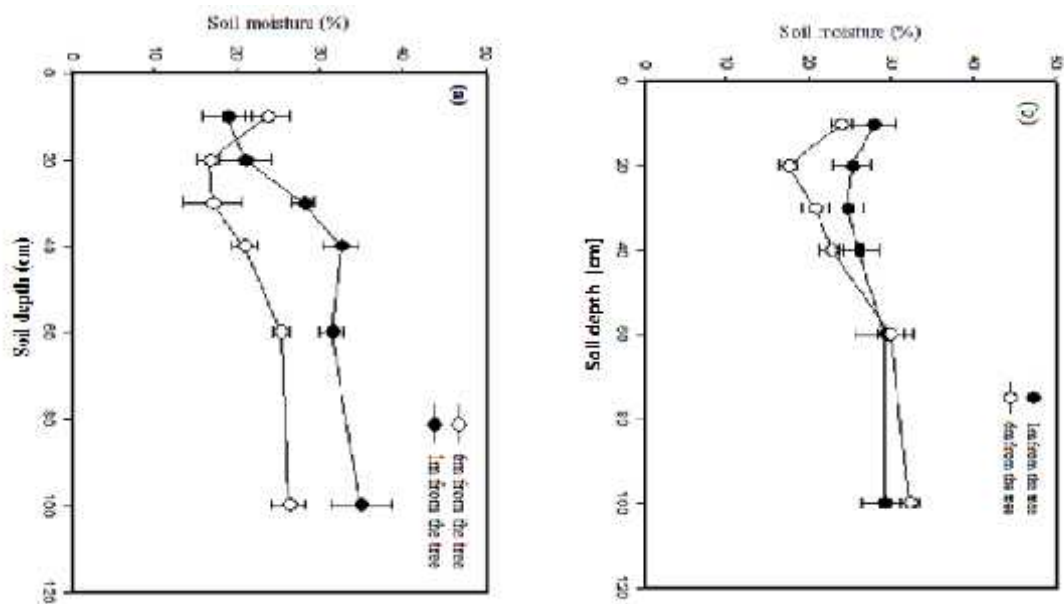 Soil moisture (%)
0 10 20 30 40 50
0
20
40
60
80
100
120
Soil depth (cm)
(a)
6m from the tree
1m from the tree
Soil moisture (%)
0 10 20 30 40 50
0
20
40
60
80
100
120
Soil depth (cm)
(b)
1m from the tree
6m from the tree